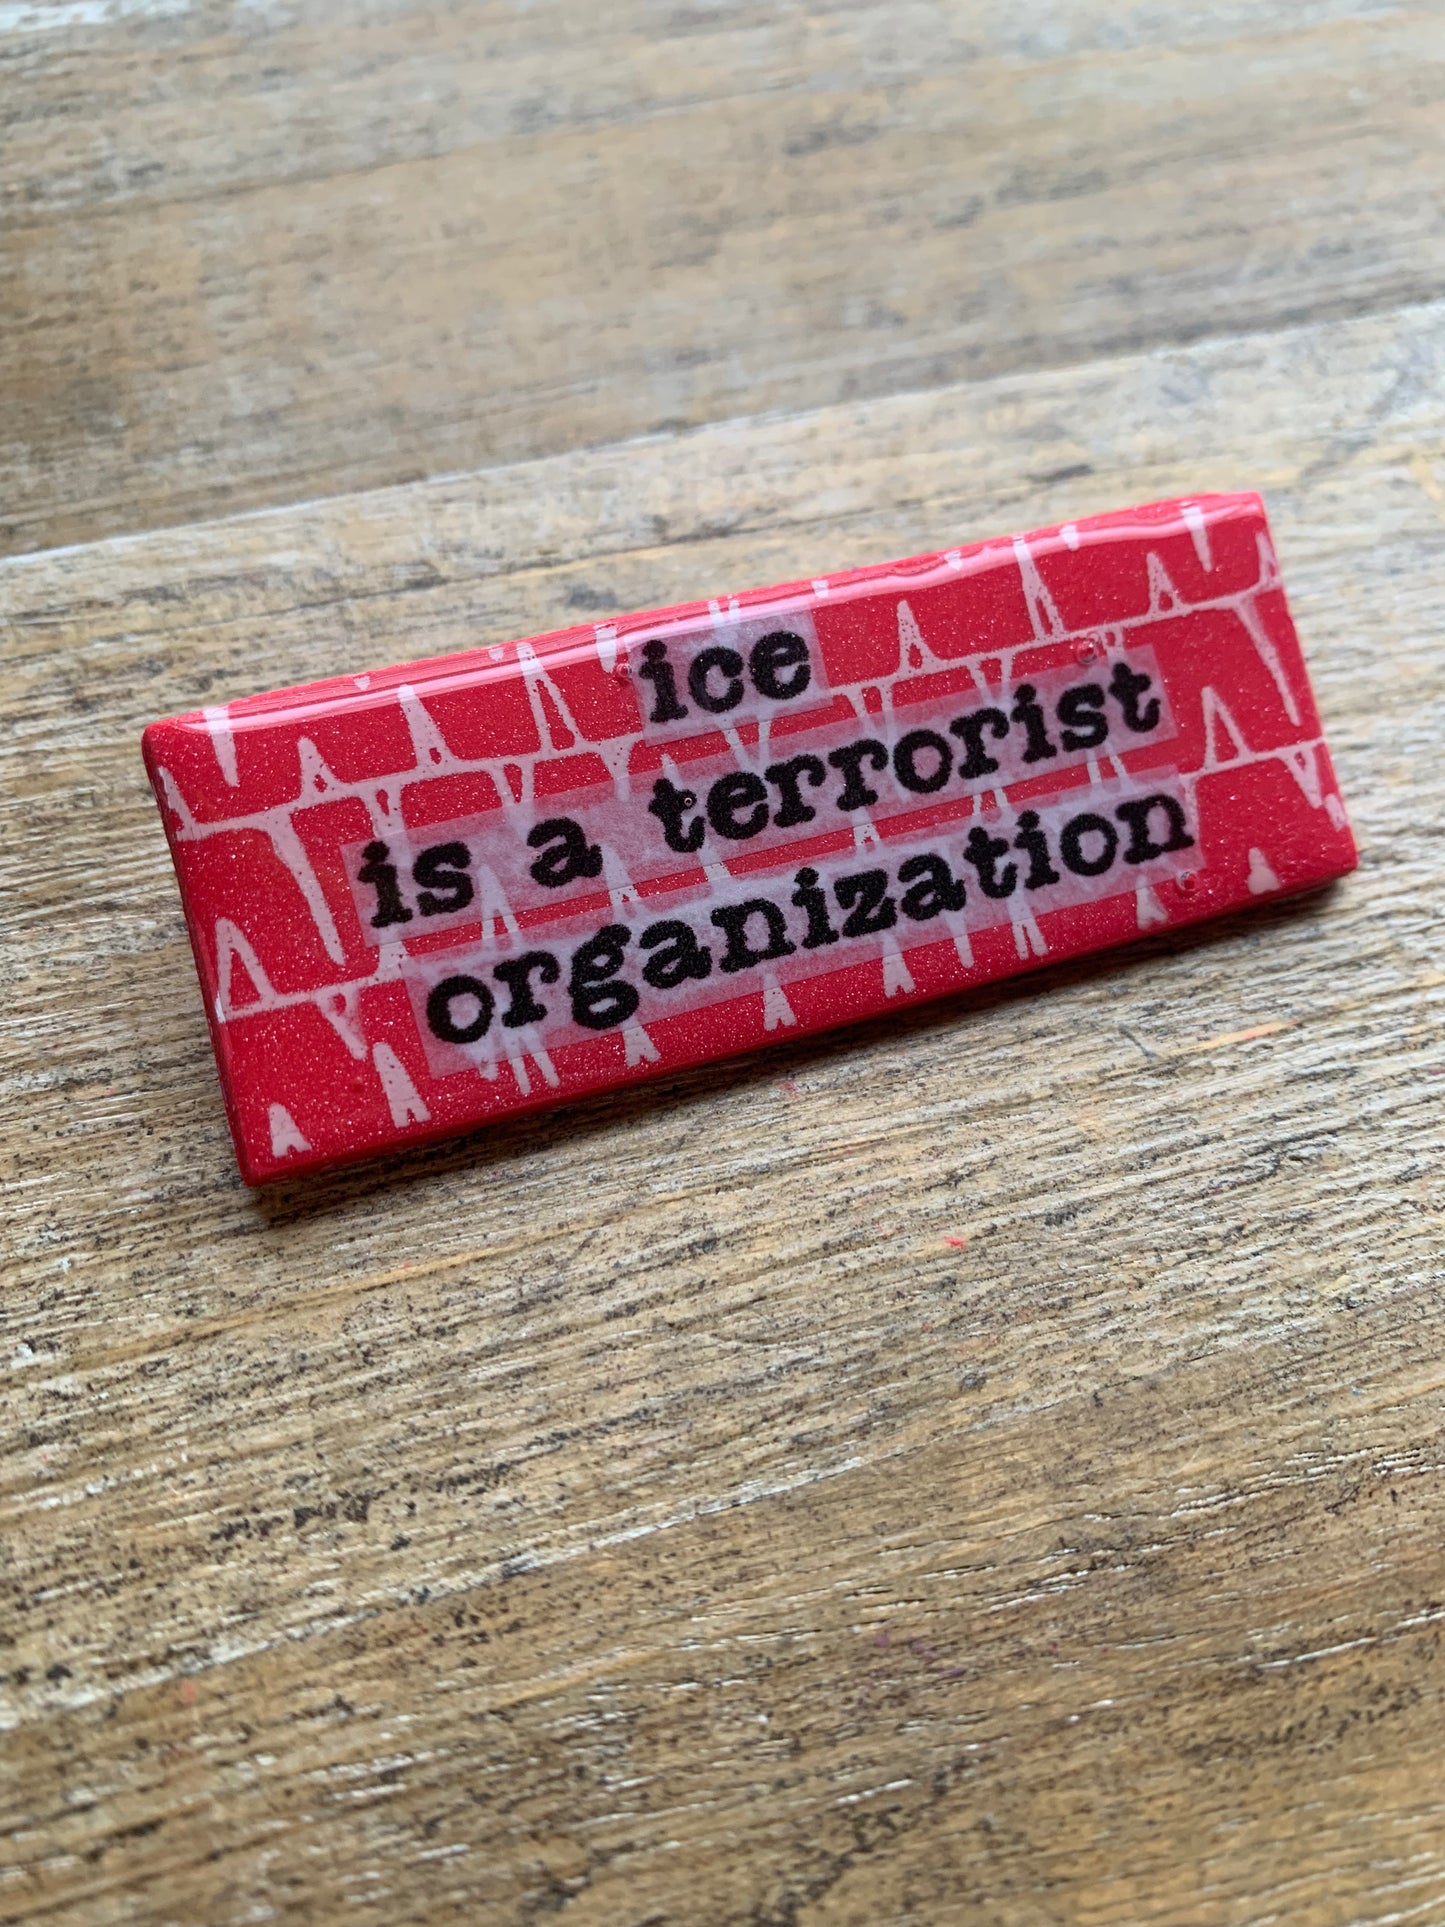 ice
is a terrorist
organization